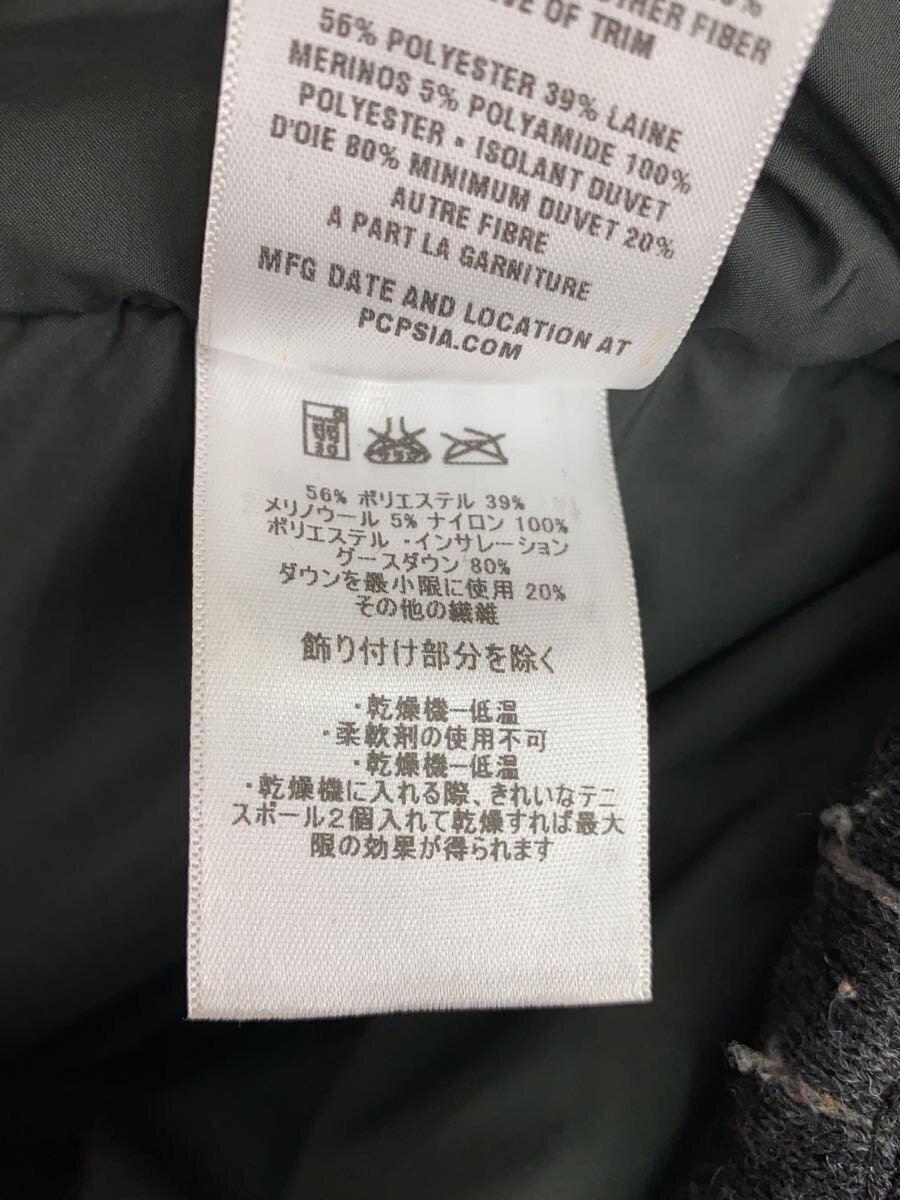 OTHER FIBER
OF TRIM
56% POLYESTER 39% LAINE
MERINOS 5% POLYAMIDE 100%
POLYESTER • ISOLANT DUVET
D'OIE 80% MINIMUM DUVET 20%
AUTRE FIBRE
A PART LA GARNITURE
MFG DATE AND LOCATION AT
PCPSIA.COM
30
56% ポリエステル 39%
メリノウール 5% ナイロン 100%
ポリエステル ・インサレーション
グースダウン 80%
ダウンを最小限に使用 20%
その他の繊維
飾り付け部分を除く
・乾燥機ー低温
・柔軟剤の使用不可
・乾燥機ー低温
・乾燥機に入れる際、きれいなテニ
スボール2個入れて乾燥すれば最大
限の効果が得られます